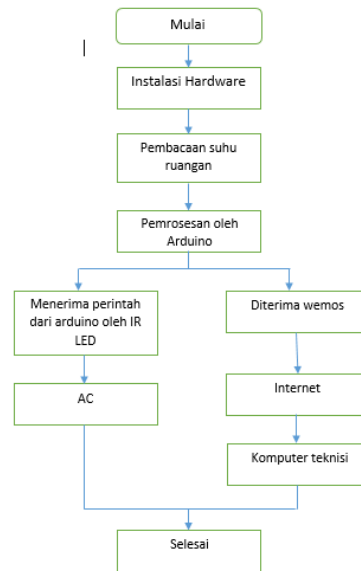 Mulai
Instalasi Hardware
Pembacaan suhu
ruangan
Pemrosesan oleh
Arduino
Menerima perintah
dari arduino oleh IR
LED
Diterima wemos
AC
Internet
Komputer teknisi
Selesai